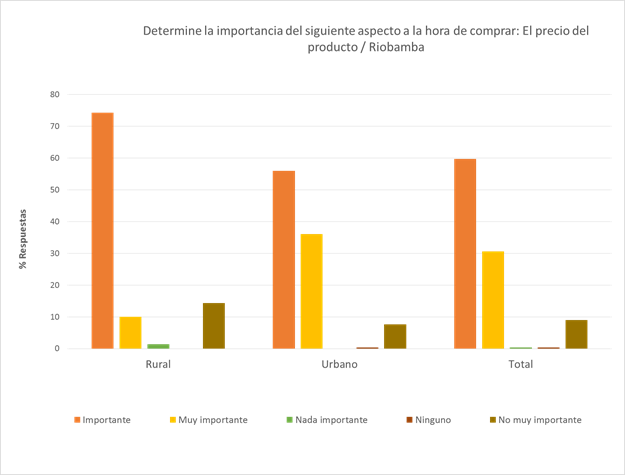 Determine la importancia del siguiente aspecto a la hora de comprar: El precio del
producto / Riobamba
80
70
60
50
40
30
20
10
0
% Respuestas
Rural
Urbano
Total
Importante
Muy importante
Nada importante
Ninguno
No muy importante